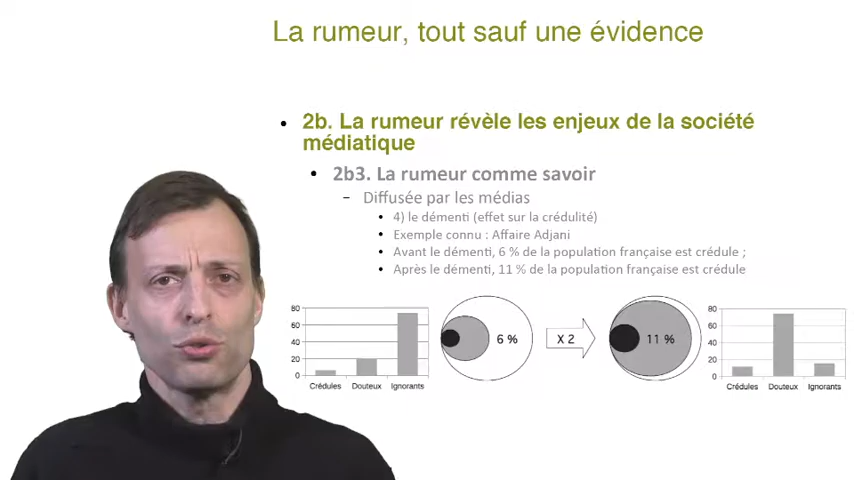 La rumeur, tout sauf une évidence
• 2b. La rumeur révèle les enjeux de la société
médiatique
• 2b3. La rumeur comme savoir
– Diffusée par les médias
• 4) le démenti (effet sur la crédulité)
• Exemple connu : Affaire Adjani
• Avant le démenti, 6 % de la population française est crédule ;
• Après le démenti, 11 % de la population française est crédule
80
60
40
20
0
Crédules Douteux Ignorants
6 %
X 2
11 %
80
60
40
20
0
Crédules Douteux Ignorants